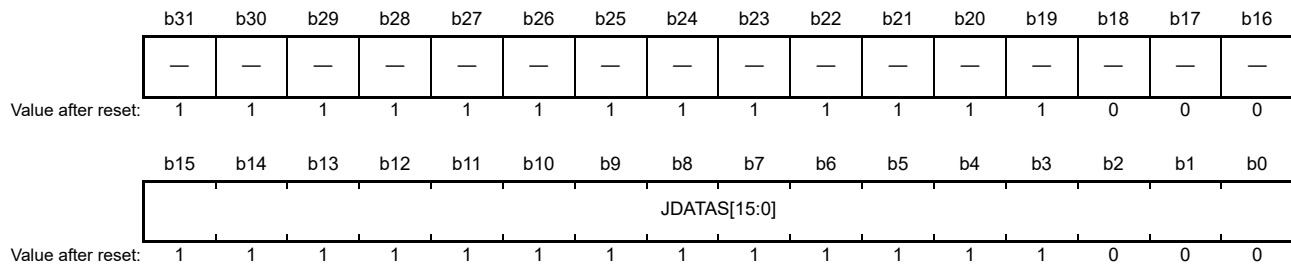 b31 b30 b29 b28 b27 b26 b25 b24 b23 b22 b21 b20 b19 b18 b17 b16
— — — — — — — — — — — — — — — —
Value after reset: 1 1 1 1 1 1 1 1 1 1 1 1 1 0 0 0
b15 b14 b13 b12 b11 b10 b9 b8 b7 b6 b5 b4 b3 b2 b1 b0
JDATAS[15:0]
Value after reset: 1 1 1 1 1 1 1 1 1 1 1 1 1 0 0 0